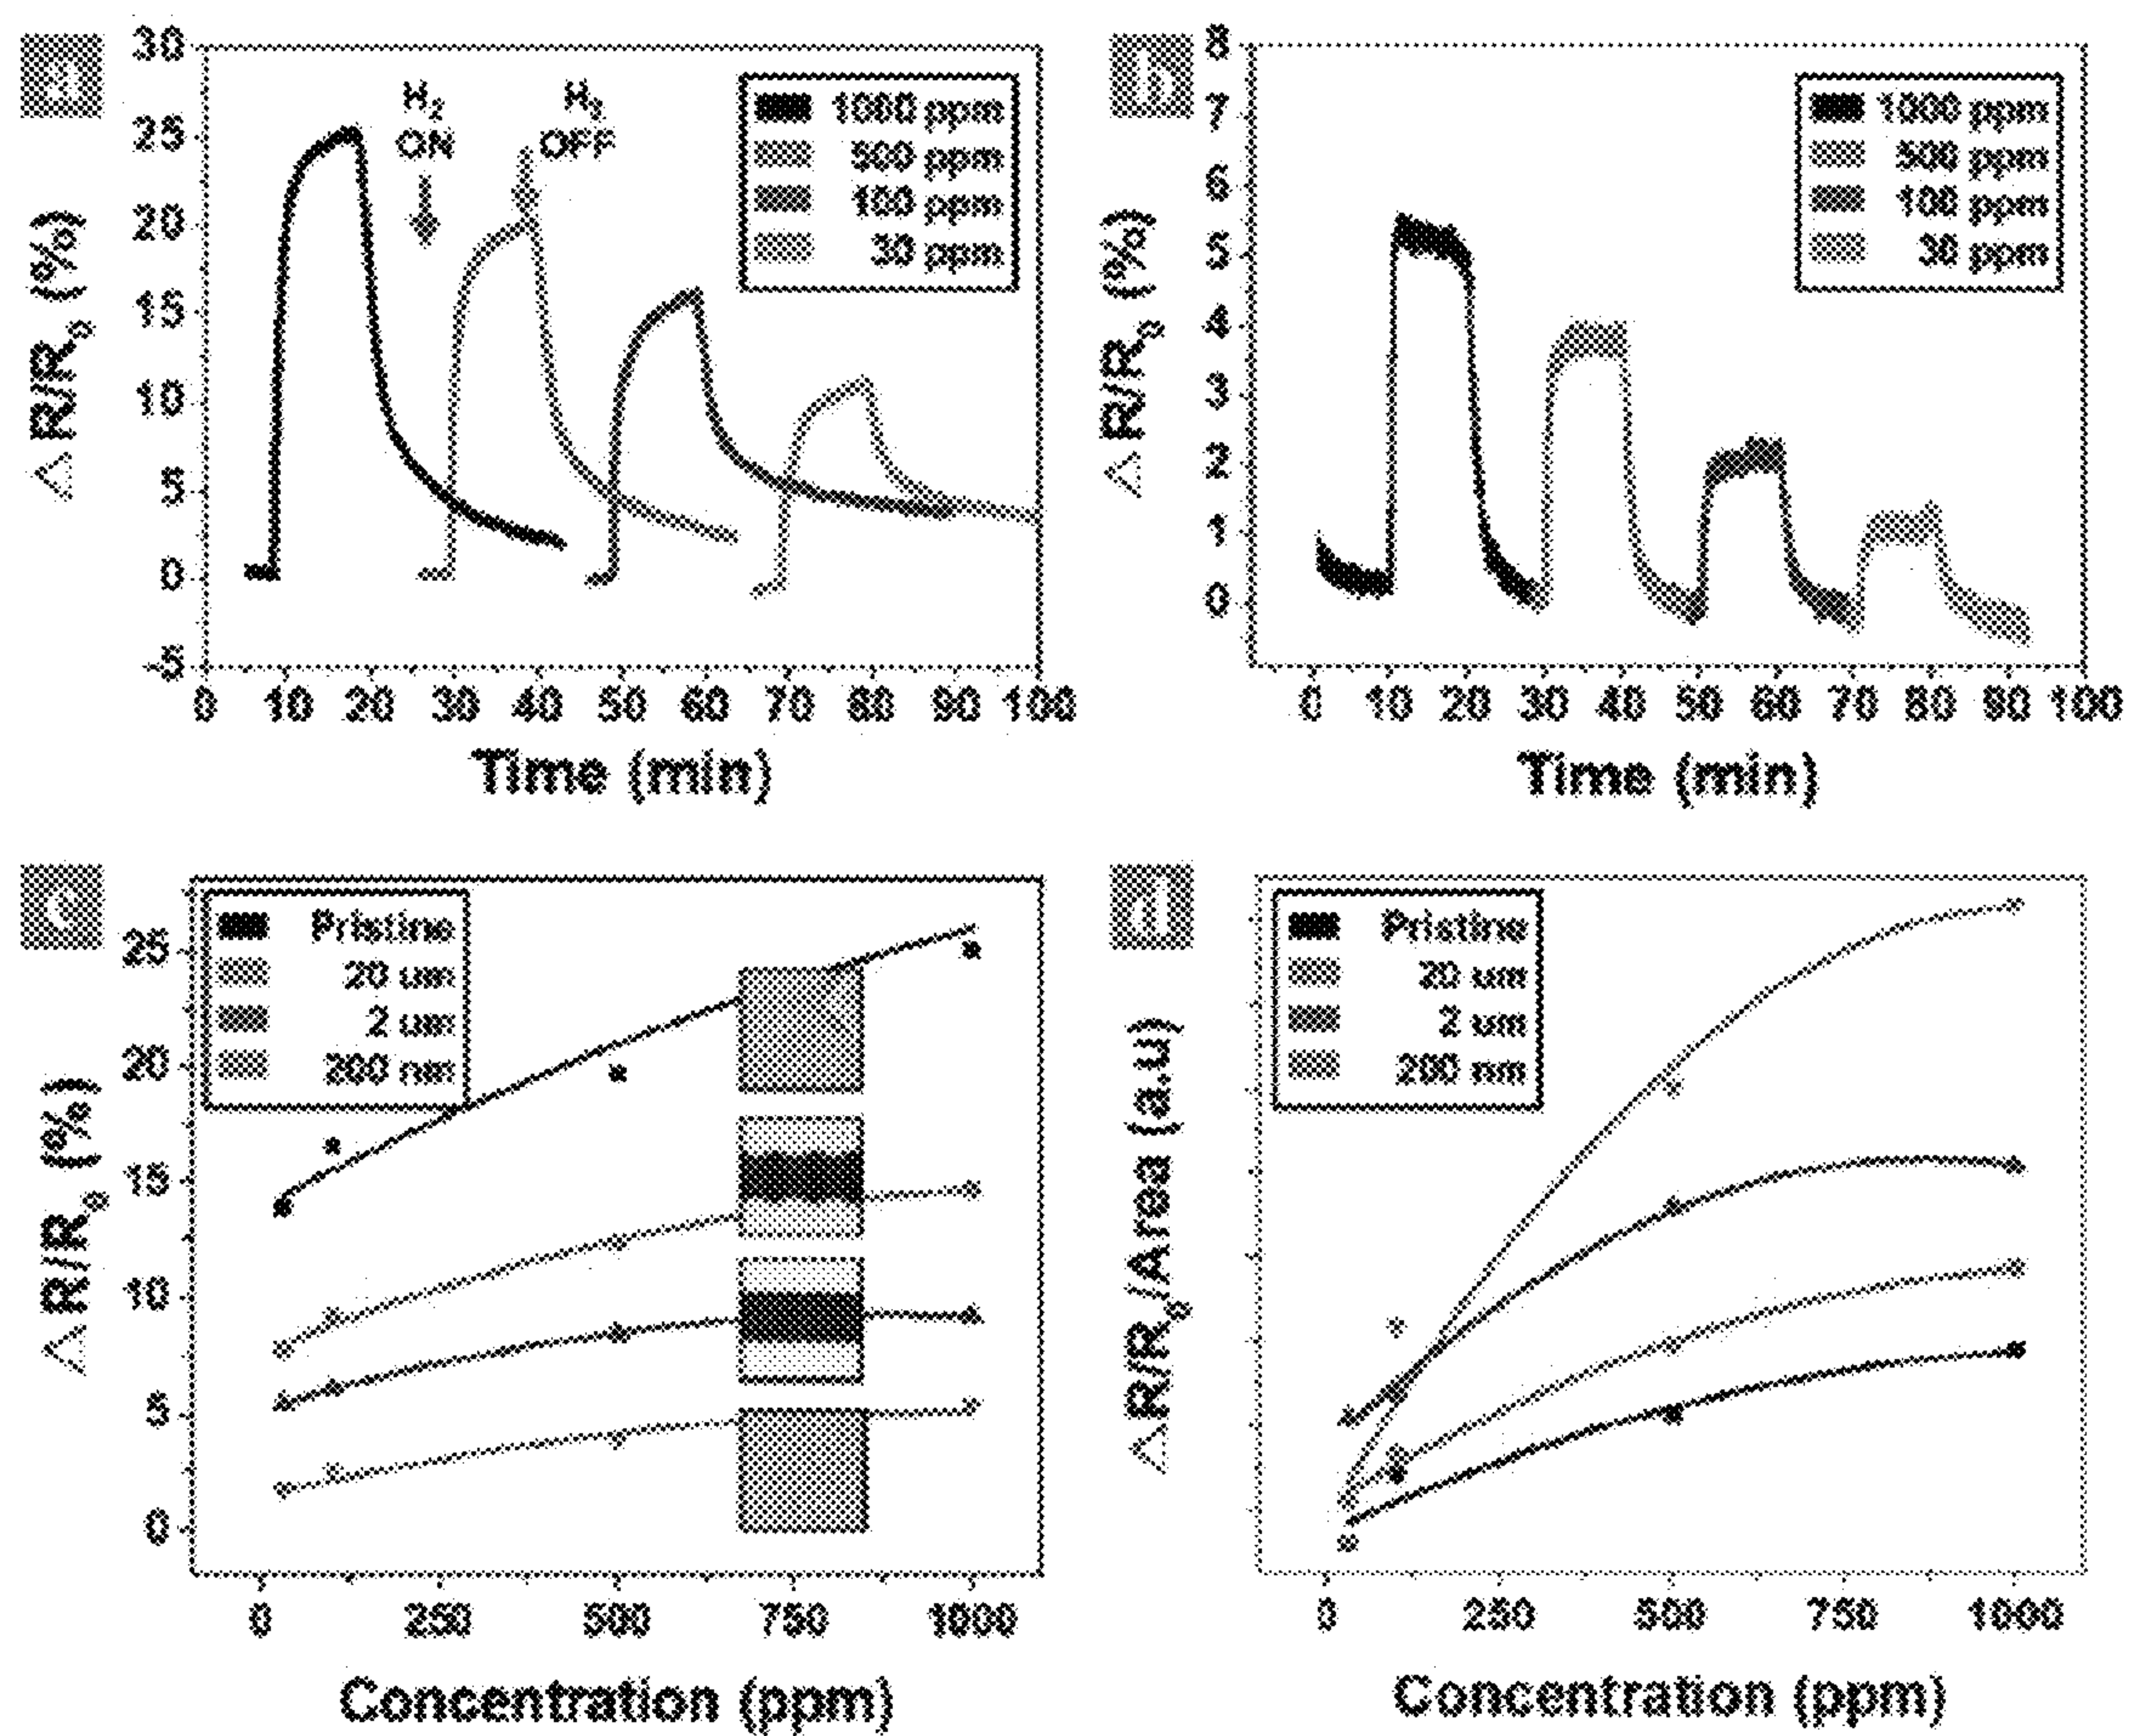 a
30
25
20
15
10
5
0
-5
△R/R₀ (%)
H₂
ON
H₂
OFF
1000 ppm
500 ppm
100 ppm
30 ppm
0 10 20 30 40 50 60 70 80 90 100
Time (min)
b
8
7
6
5
4
3
2
1
0
△R/R₀ (%)
1000 ppm
500 ppm
100 ppm
30 ppm
0 10 20 30 40 50 60 70 80 90 100
Time (min)
c
25
20
15
10
5
0
△R/R₀ (%)
Pristine
20 um
2 um
200 nm
0 250 500 750 1000
Concentration (ppm)
d
△R/R₀/Area (a.u)
Pristine
20 um
2 um
200 nm
0 250 500 750 1000
Concentration (ppm)